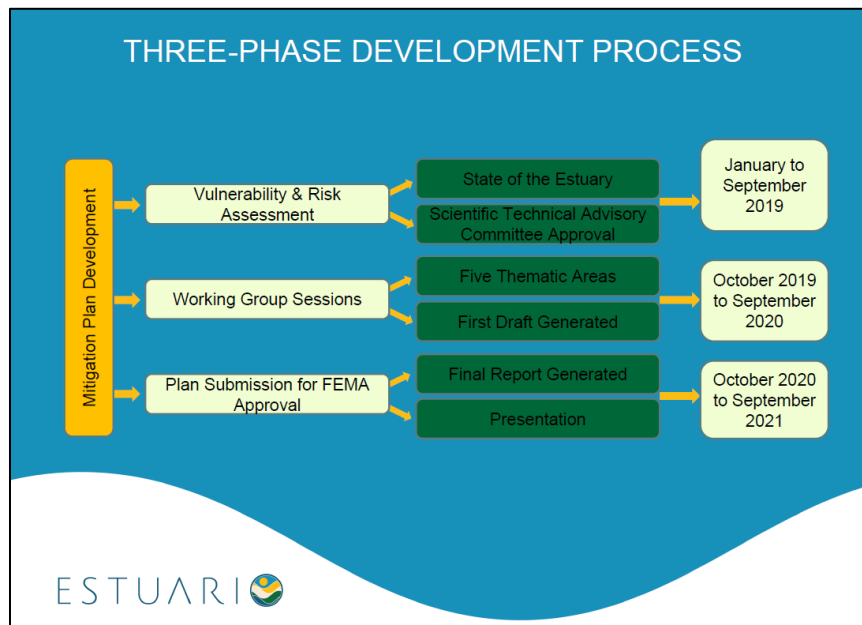 THREE-PHASE DEVELOPMENT PROCESS
Mitigation Plan Development
Vulnerability & Risk
Assessment
State of the Estuary
Scientific Technical Advisory
Committee Approval
January to
September
2019
Working Group Sessions
Five Thematic Areas
First Draft Generated
October 2019
to September
2020
Plan Submission for FEMA
Approval
Final Report Generated
Presentation
October 2020
to September
2021
ESTUARIO